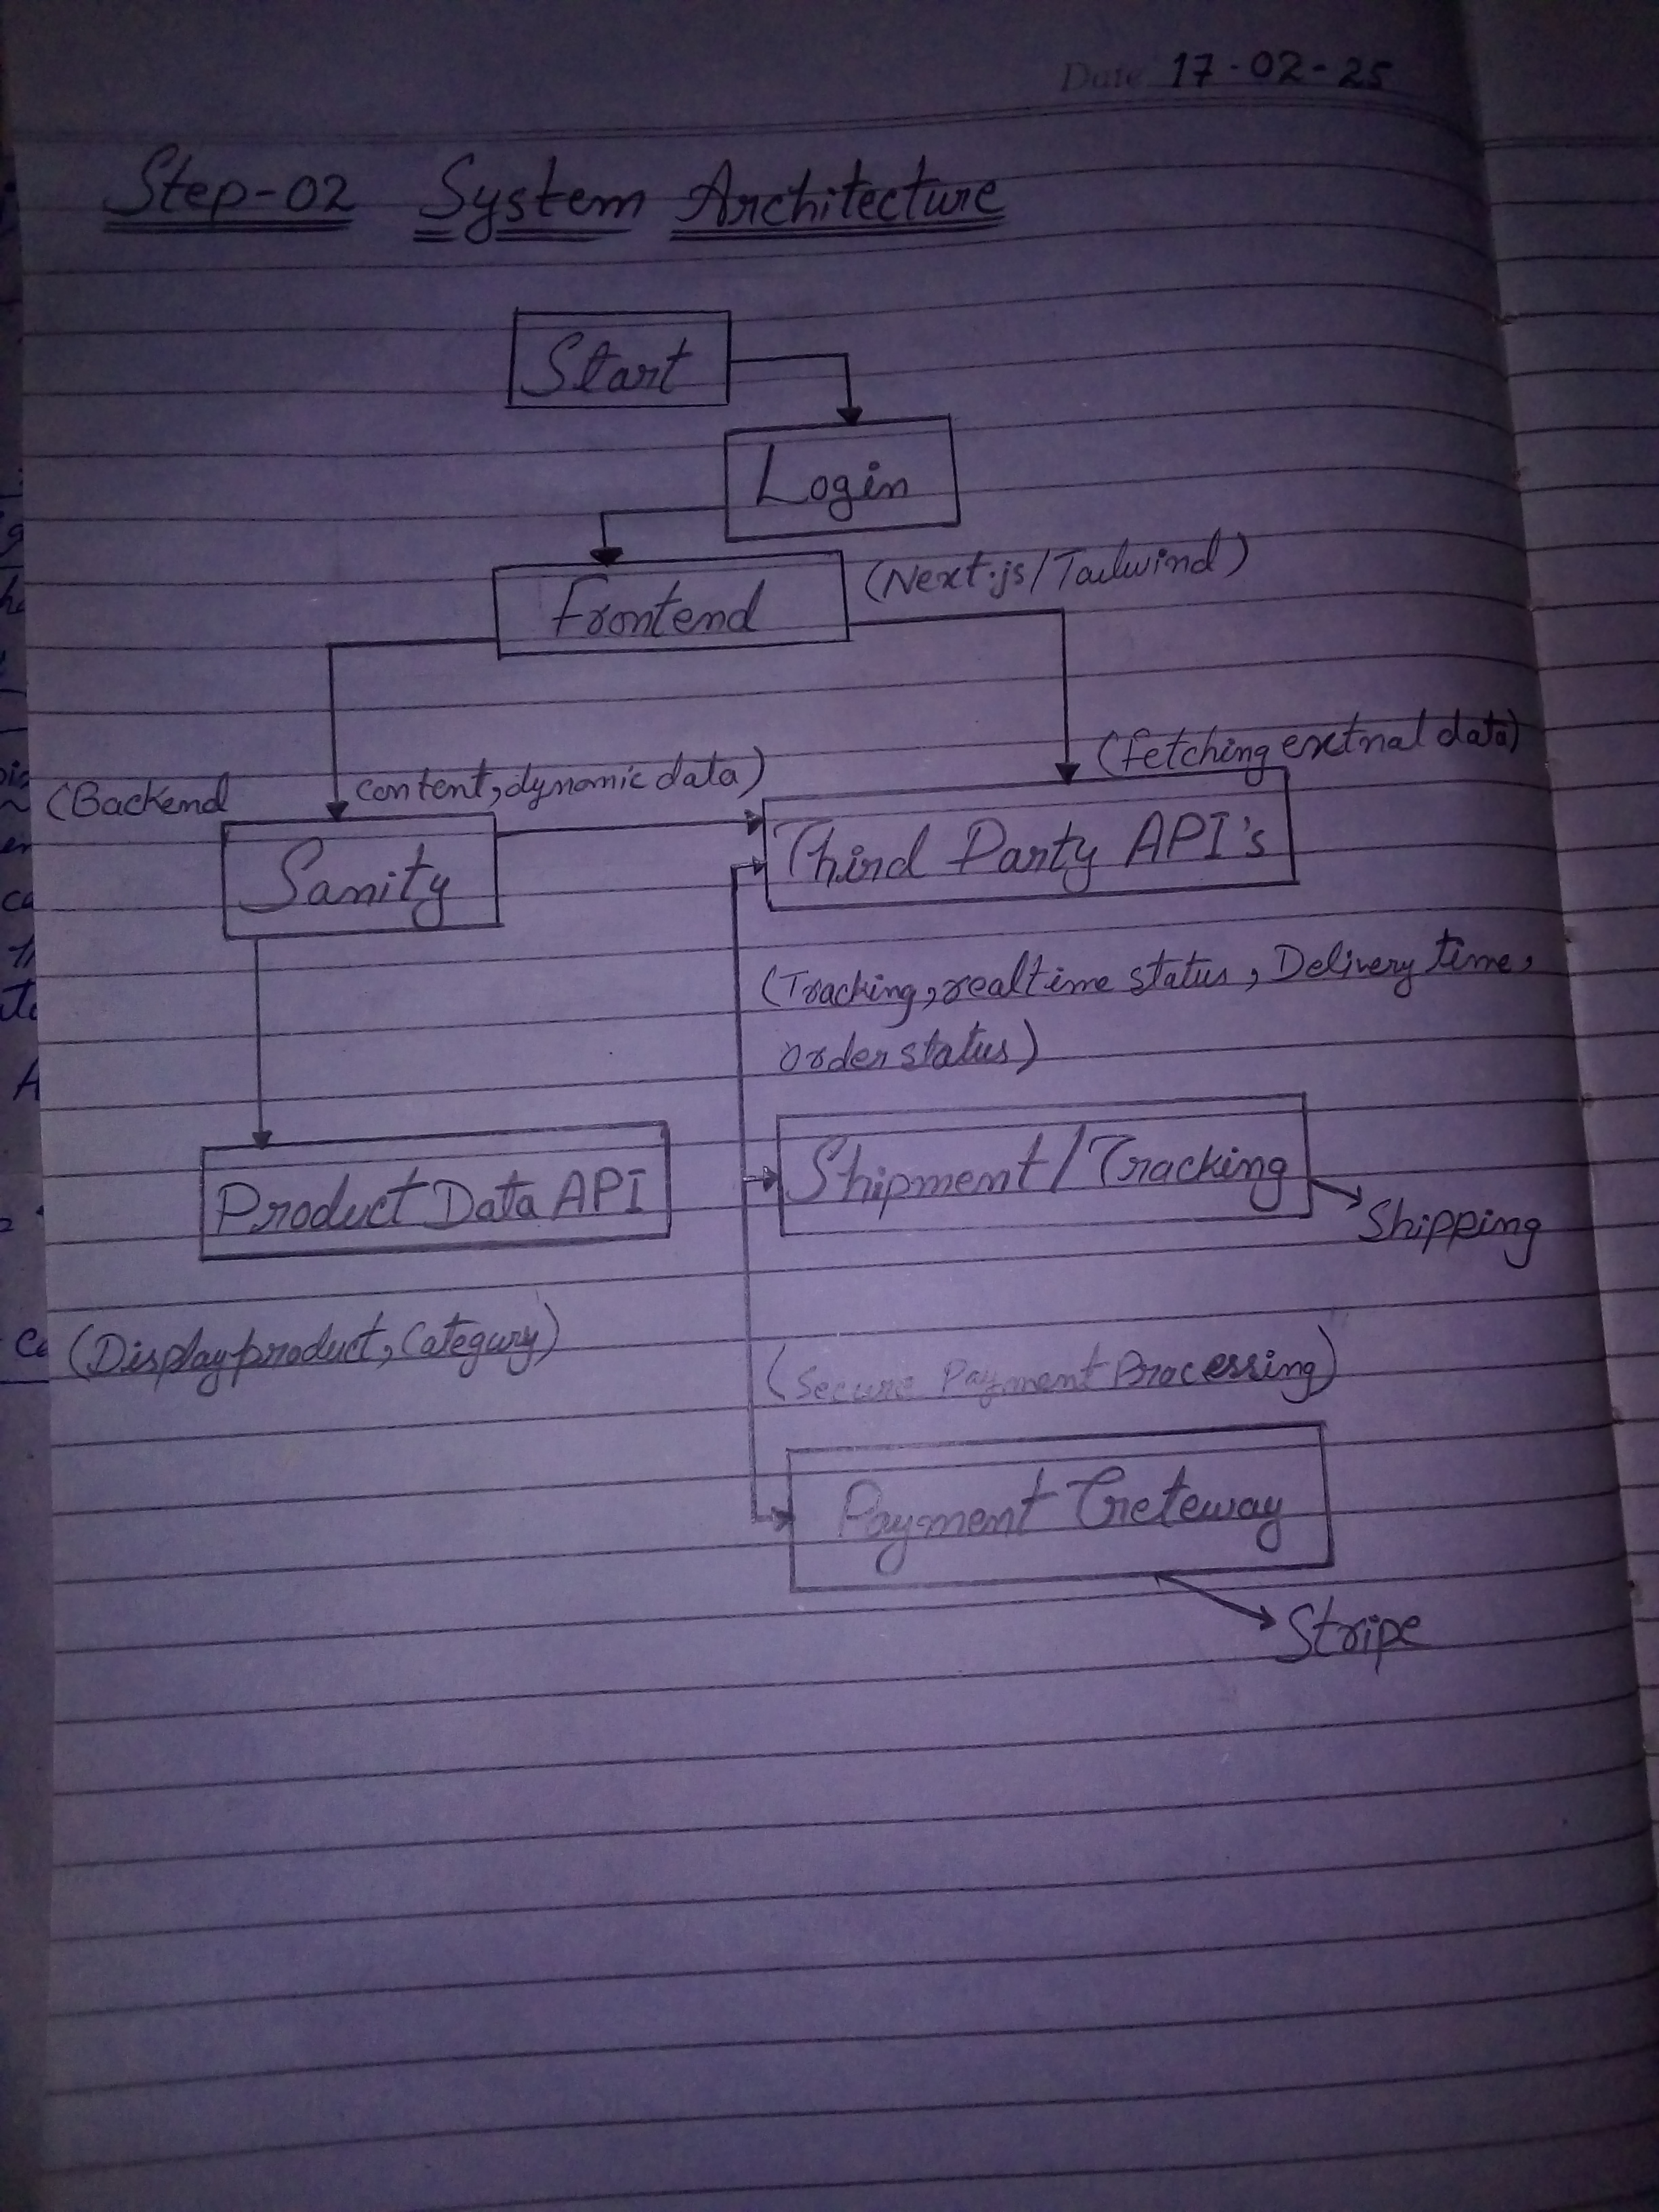 Date 17-02-25
Step-02 System Architecture
Start
Login
Frontend
(Next.js/Tailwind)
(fetching extnal data)
(Backend content, dynamic data)
Sanity
Third Party API's
(Tracking, realtime status, Delivery time,
order status)
Product Data API
Shipment/Tracking
Shipping
(Display product, Category)
(Secure Payment Processing)
Payment Geteway
Stripe